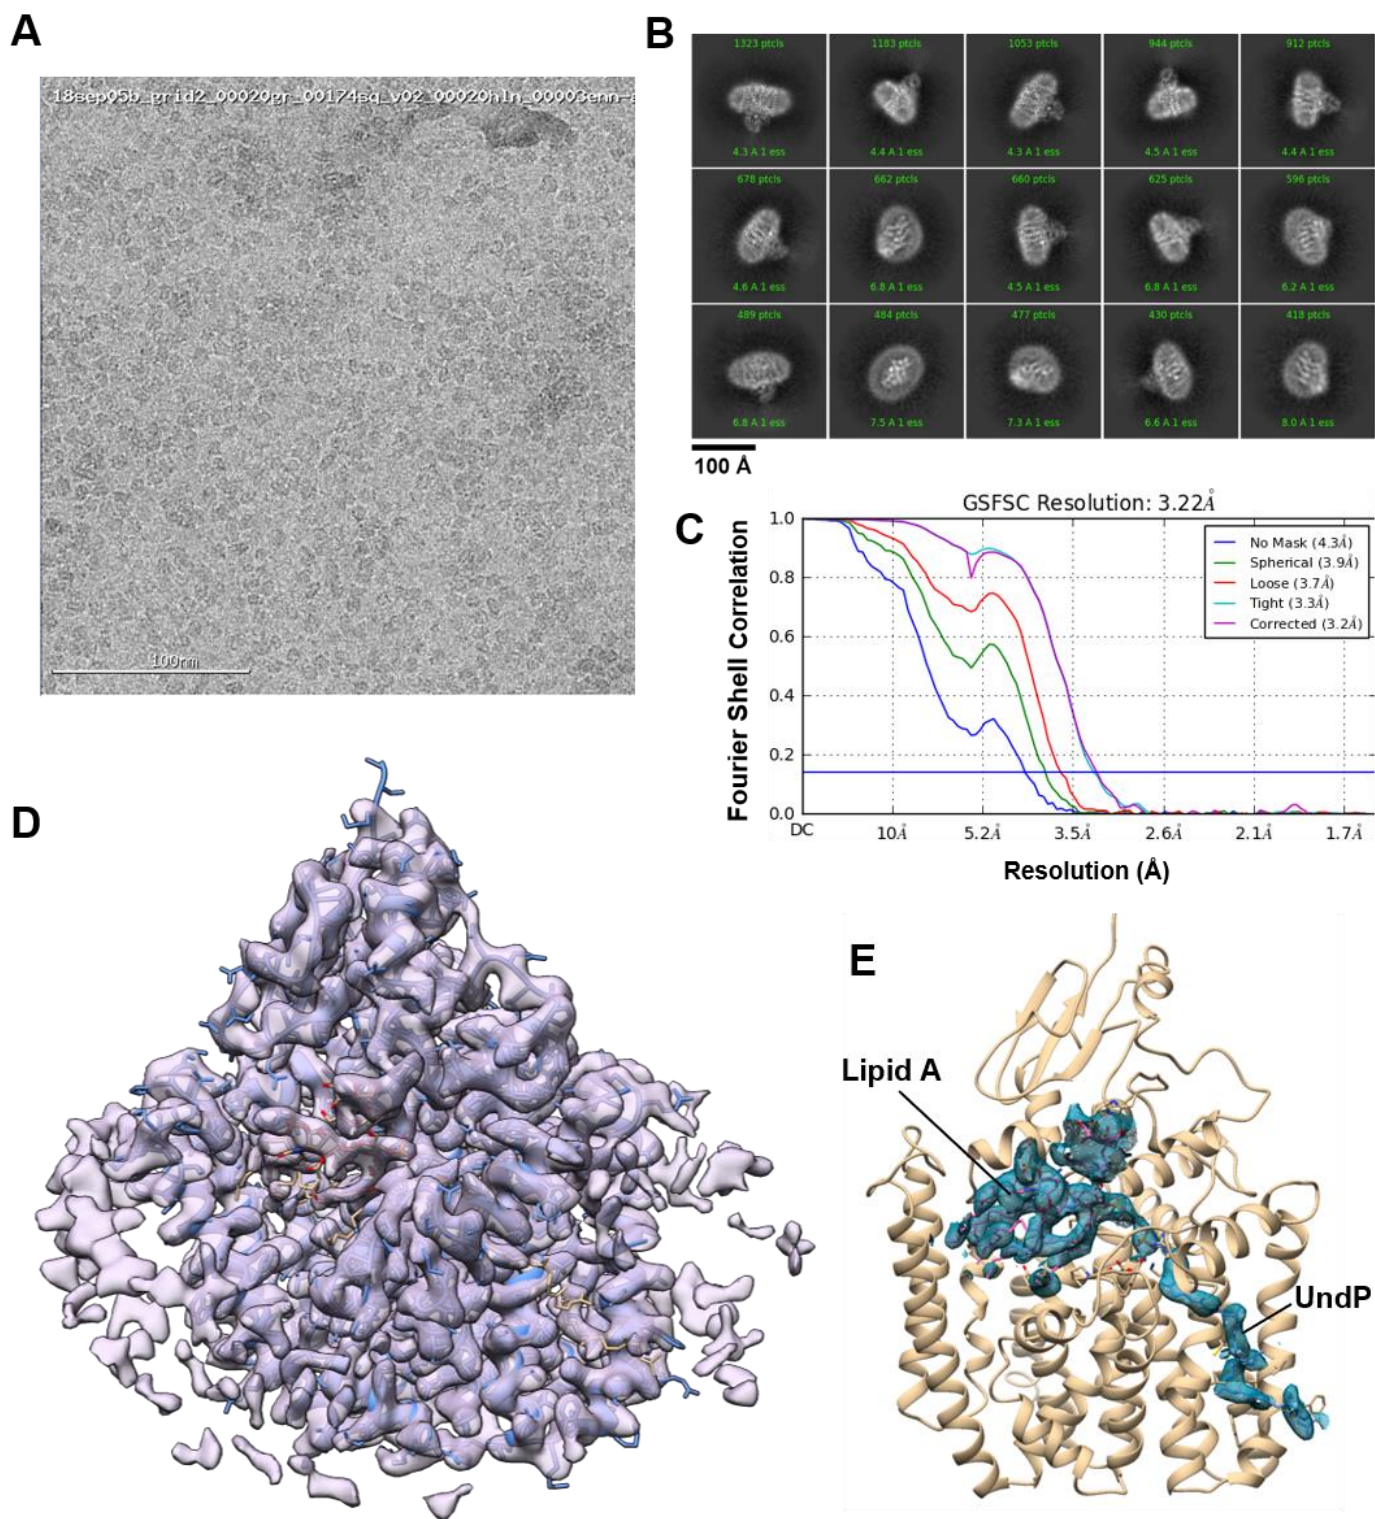 A
18sep05b_grid2_00020gr_00174sq_v02_00020hln_00003enn-
100nm
B
1323 ptcls
1183 ptcls
1053 ptcls
944 ptcls
912 ptcls
4.3 A 1 ess
4.4 A 1 ess
4.3 A 1 ess
4.5 A 1 ess
4.4 A 1 ess
678 ptcls
662 ptcls
660 ptcls
625 ptcls
596 ptcls
4.6 A 1 ess
6.8 A 1 ess
4.5 A 1 ess
6.8 A 1 ess
6.2 A 1 ess
489 ptcls
484 ptcls
477 ptcls
430 ptcls
418 ptcls
6.8 A 1 ess
7.5 A 1 ess
7.3 A 1 ess
6.6 A 1 ess
8.0 A 1 ess
100 Å
C
GSFSC Resolution: 3.22Å
Fourier Shell Correlation
1.0
0.8
0.6
0.4
0.2
0.0
No Mask (4.3Å)
Spherical (3.9Å)
Loose (3.7Å)
Tight (3.3Å)
Corrected (3.2Å)
DC
10Å
5.2Å
3.5Å
2.6Å
2.1Å
1.7Å
Resolution (Å)
D
E
Lipid A
UndP